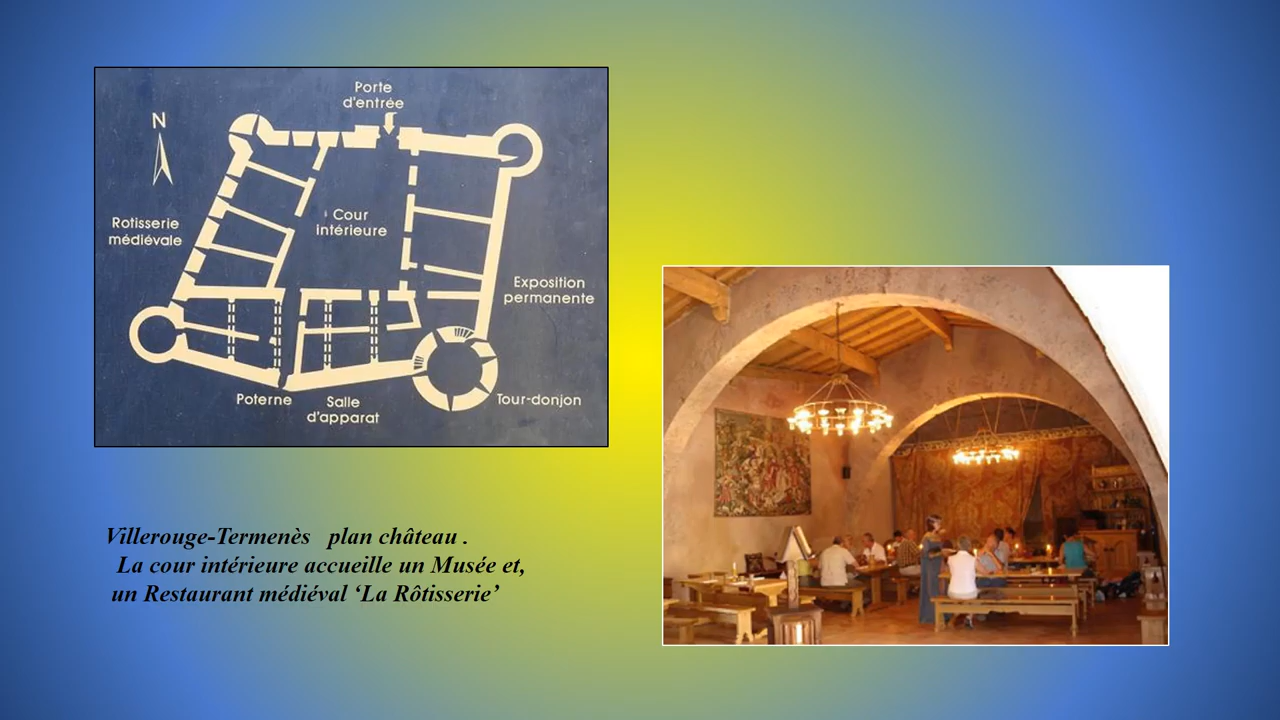 Porte
d'entrée
N
Rotisserie
médiévale
Cour
intérieure
Exposition
permanente
Poterne
Salle
d'apparat
Tour-donjon
Villerouge-Termenès plan château .
La cour intérieure accueille un Musée et,
un Restaurant médiéval ‘La Rôtisserie’